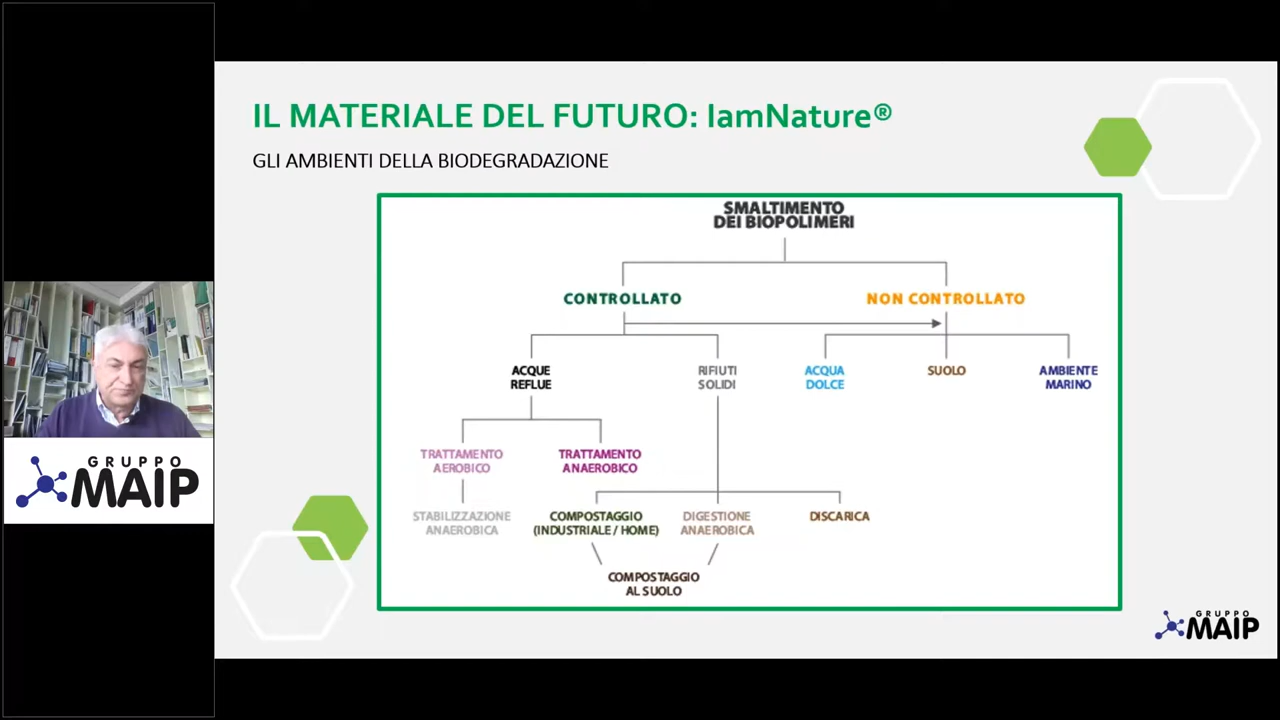 IL MATERIALE DEL FUTURO: IamNature®
GLI AMBIENTI DELLA BIODEGRADAZIONE
SMALTIMENTO
DEI BIOPOLIMERI
CONTROLLATO
NON CONTROLLATO
ACQUE
REFLUE
RIFIUTI
SOLIDI
ACQUA
DOLCE
SUOLO
AMBIENTE
MARINO
TRATTAMENTO
AEROBICO
TRATTAMENTO
ANAEROBICO
STABILIZZAZIONE
ANAEROBICA
COMPOSTAGGIO
(INDUSTRIALE / HOME)
DIGESTIONE
ANAEROBICA
DISCARICA
COMPOSTAGGIO
AL SUOLO
GRUPPO
MAIP
GRUPPO
MAIP